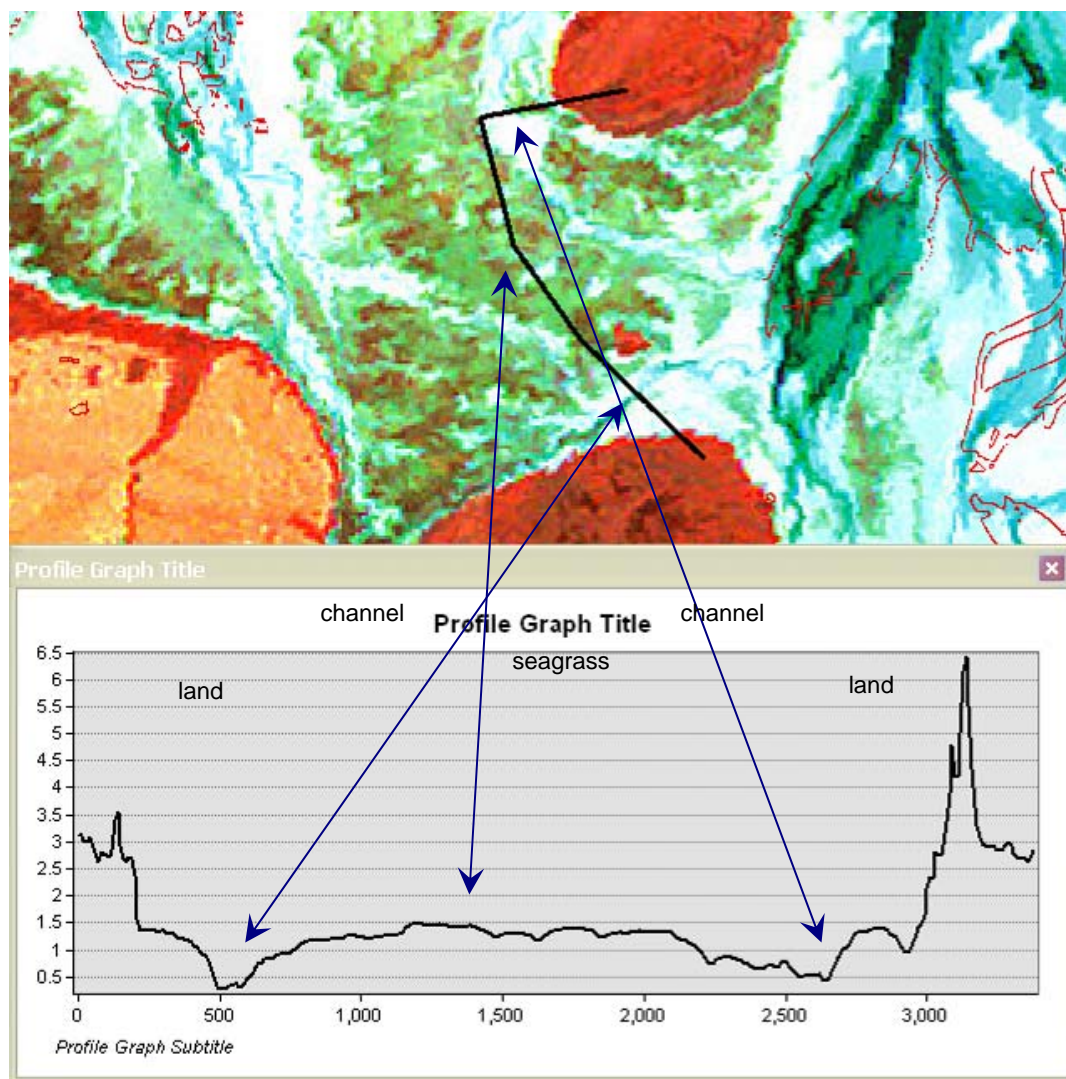 Profile Graph Title
channel
Profile Graph Title
channel
seagrass
land
land
6.5
6
5.5
5
4.5
4
3.5
3
2.5
2
1.5
1
0.5
0 500 1,000 1,500 2,000 2,500 3,000
Profile Graph Subtitle